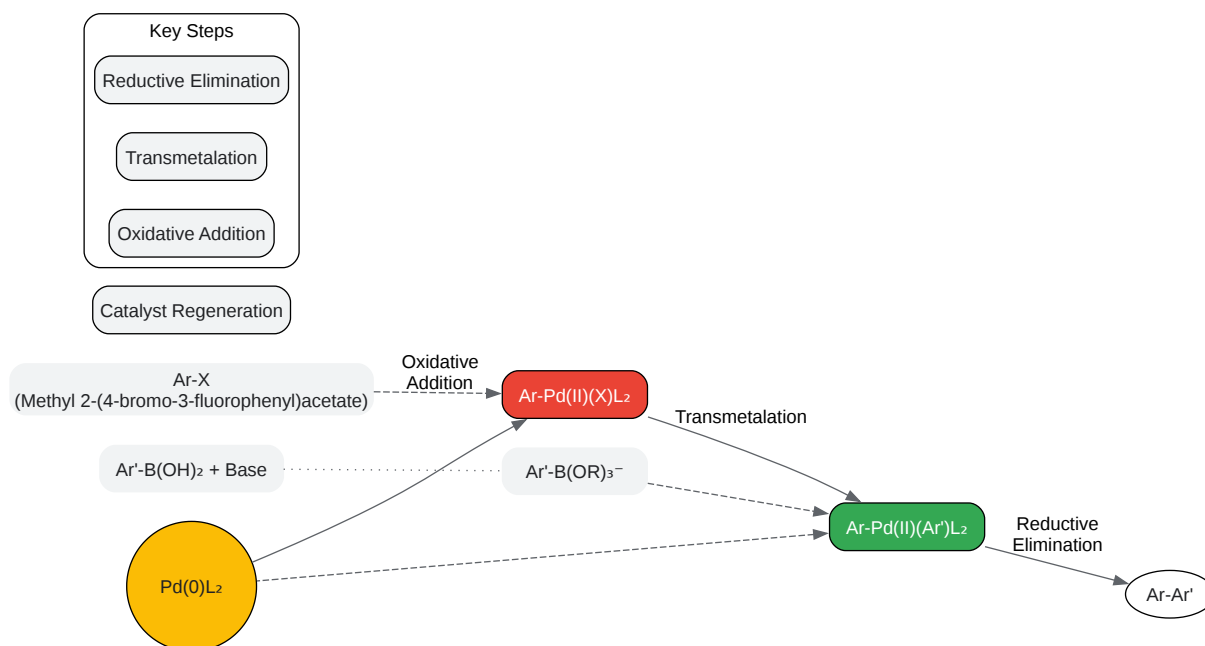 Key Steps
Reductive Elimination
Transmetalation
Oxidative Addition
Catalyst Regeneration
Ar-X
(Methyl 2-(4-bromo-3-fluorophenyl)acetate)
Oxidative
Addition
Ar-Pd(II)(X)L₂
Transmetalation
Ar'-B(OH)₂ + Base
Ar'-B(OR)₃⁻
Ar-Pd(II)(Ar')L₂
Reductive
Elimination
Pd(0)L₂
Ar-Ar'